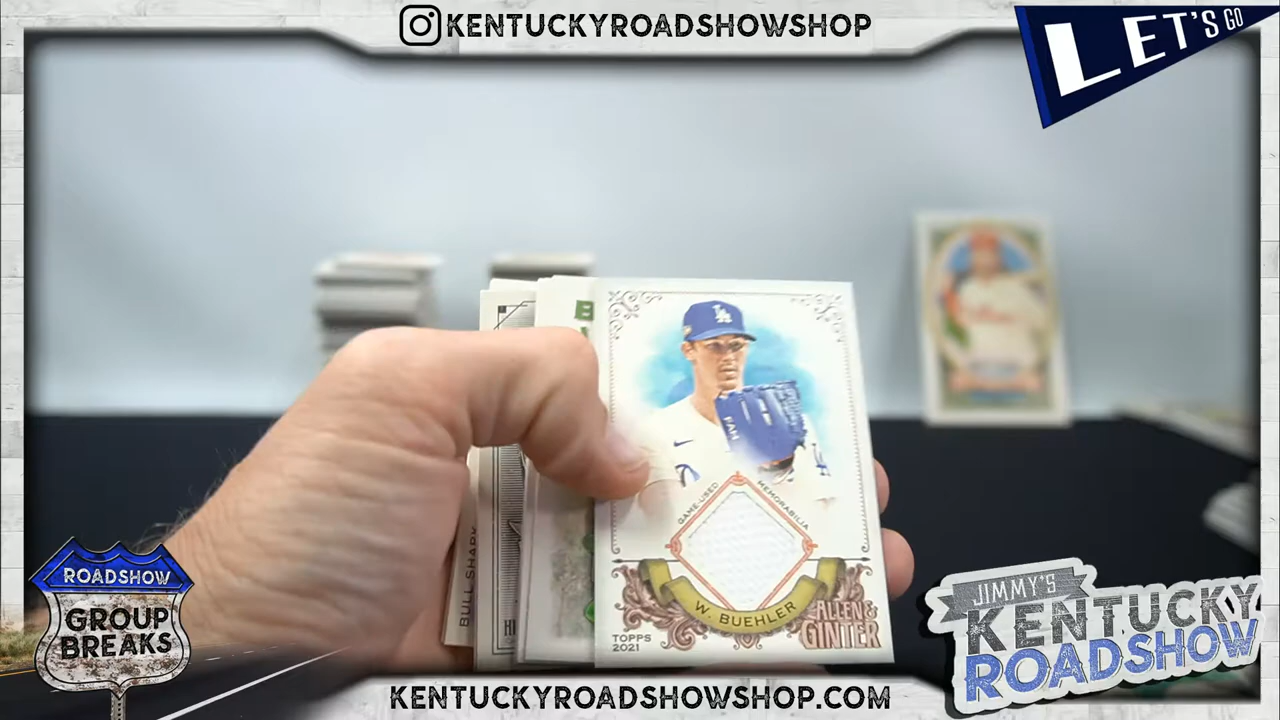 KENTUCKYROADSHOWSHOP
LET'S GO
LA
GAME-USED
MEMORABILIA
W. BUEHLER
TOPPS
2021
ALLEN &
GINTER
BULL SHARK
ROADSHOW
GROUP
BREAKS
JIMMY'S
KENTUCKY
ROADSHOW
KENTUCKYROADSHOWSHOP.COM